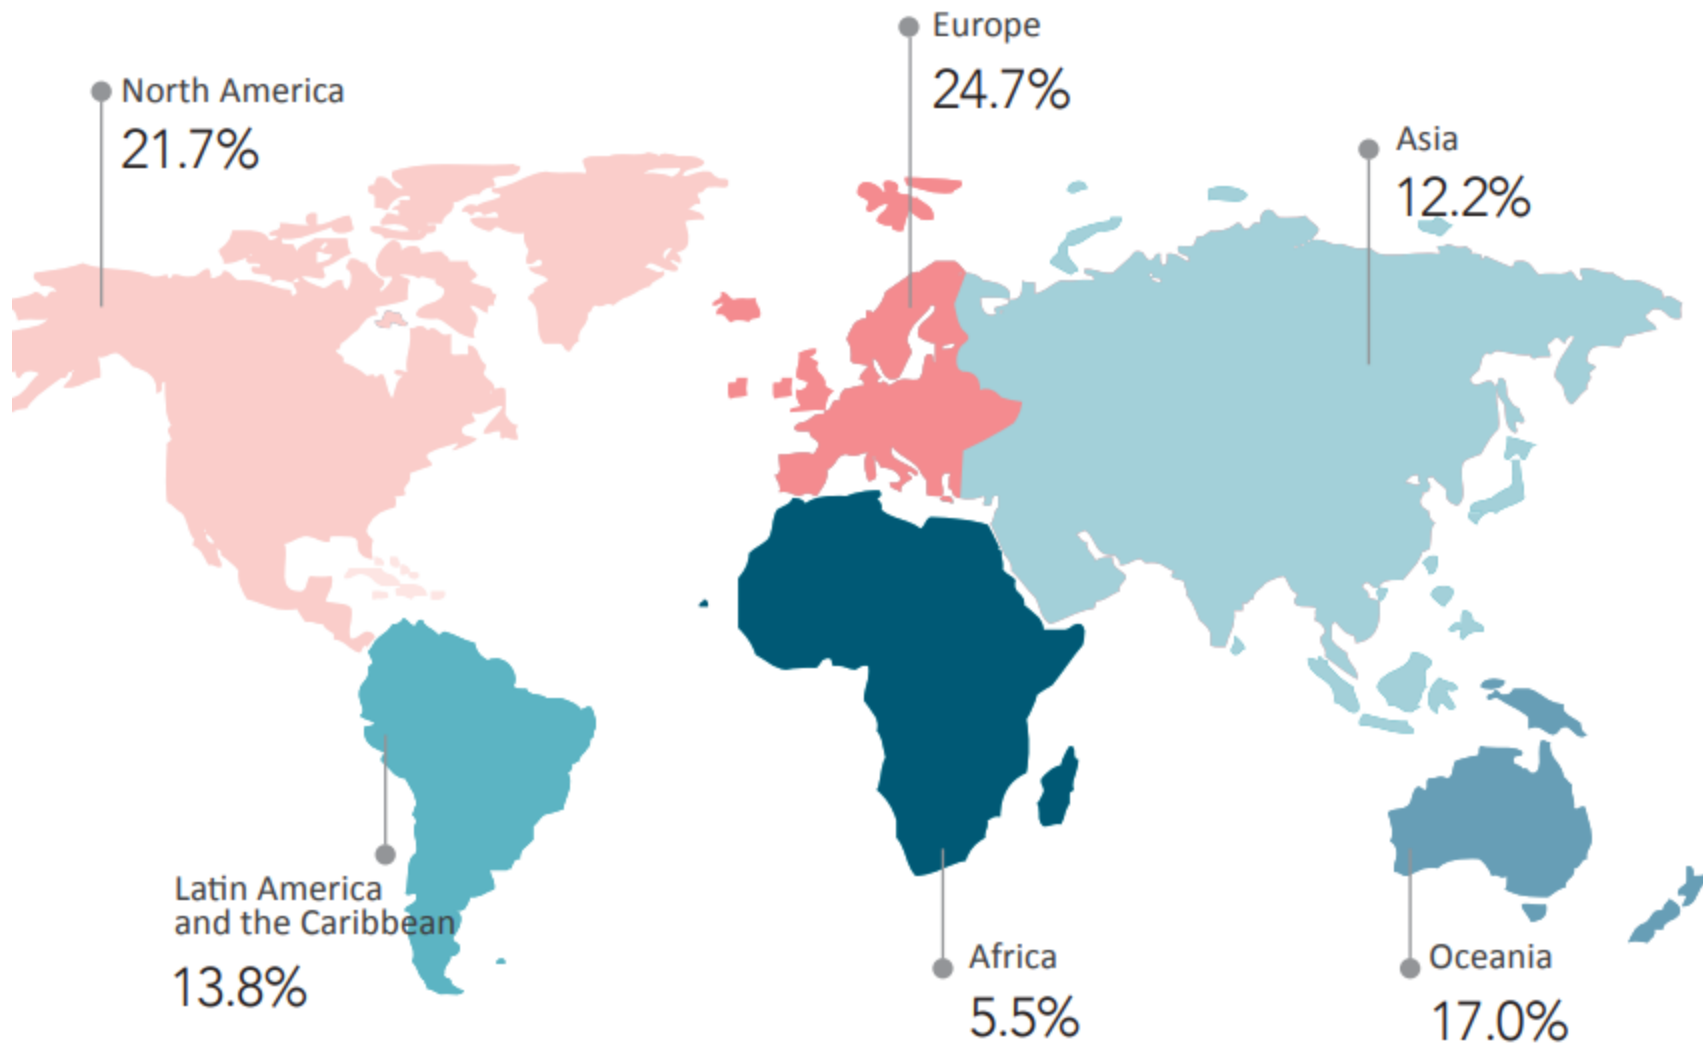 Europe
24.7%
North America
21.7%
Asia
12.2%
Latin America
and the Caribbean
13.8%
Africa
5.5%
Oceania
17.0%